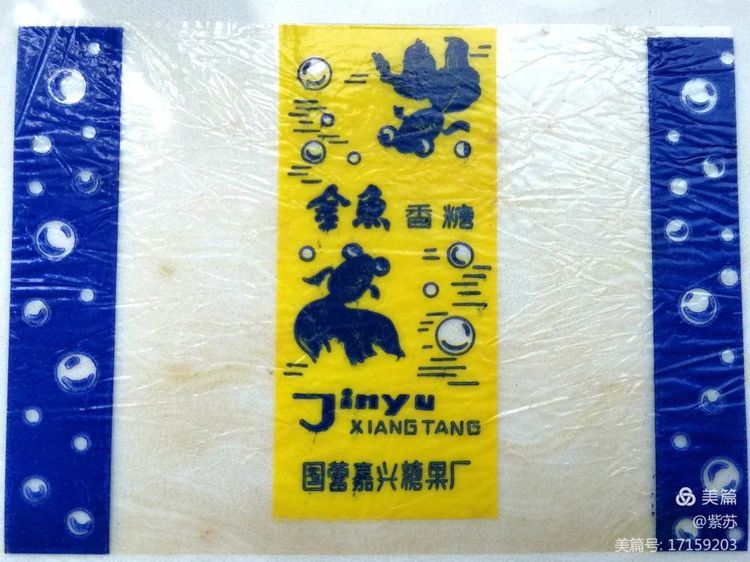 金魚 香糖
Jinyu
XIANGTANG
国营嘉兴糖果厂
美篇
@紫苏
美篇号: 17159203